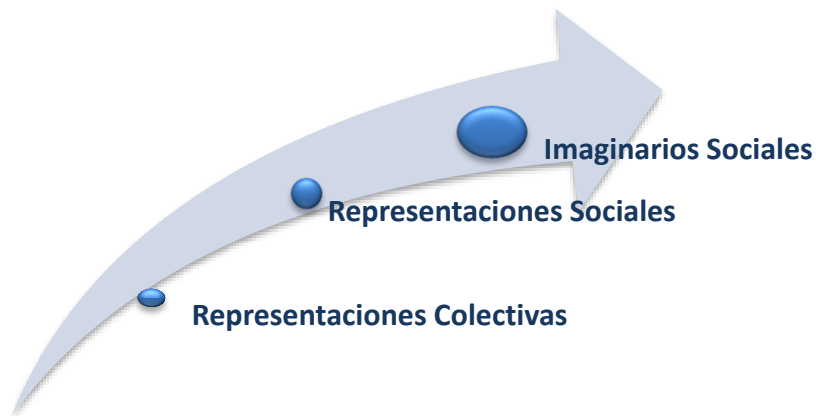 Imaginarios Sociales
Representaciones Sociales
Representaciones Colectivas